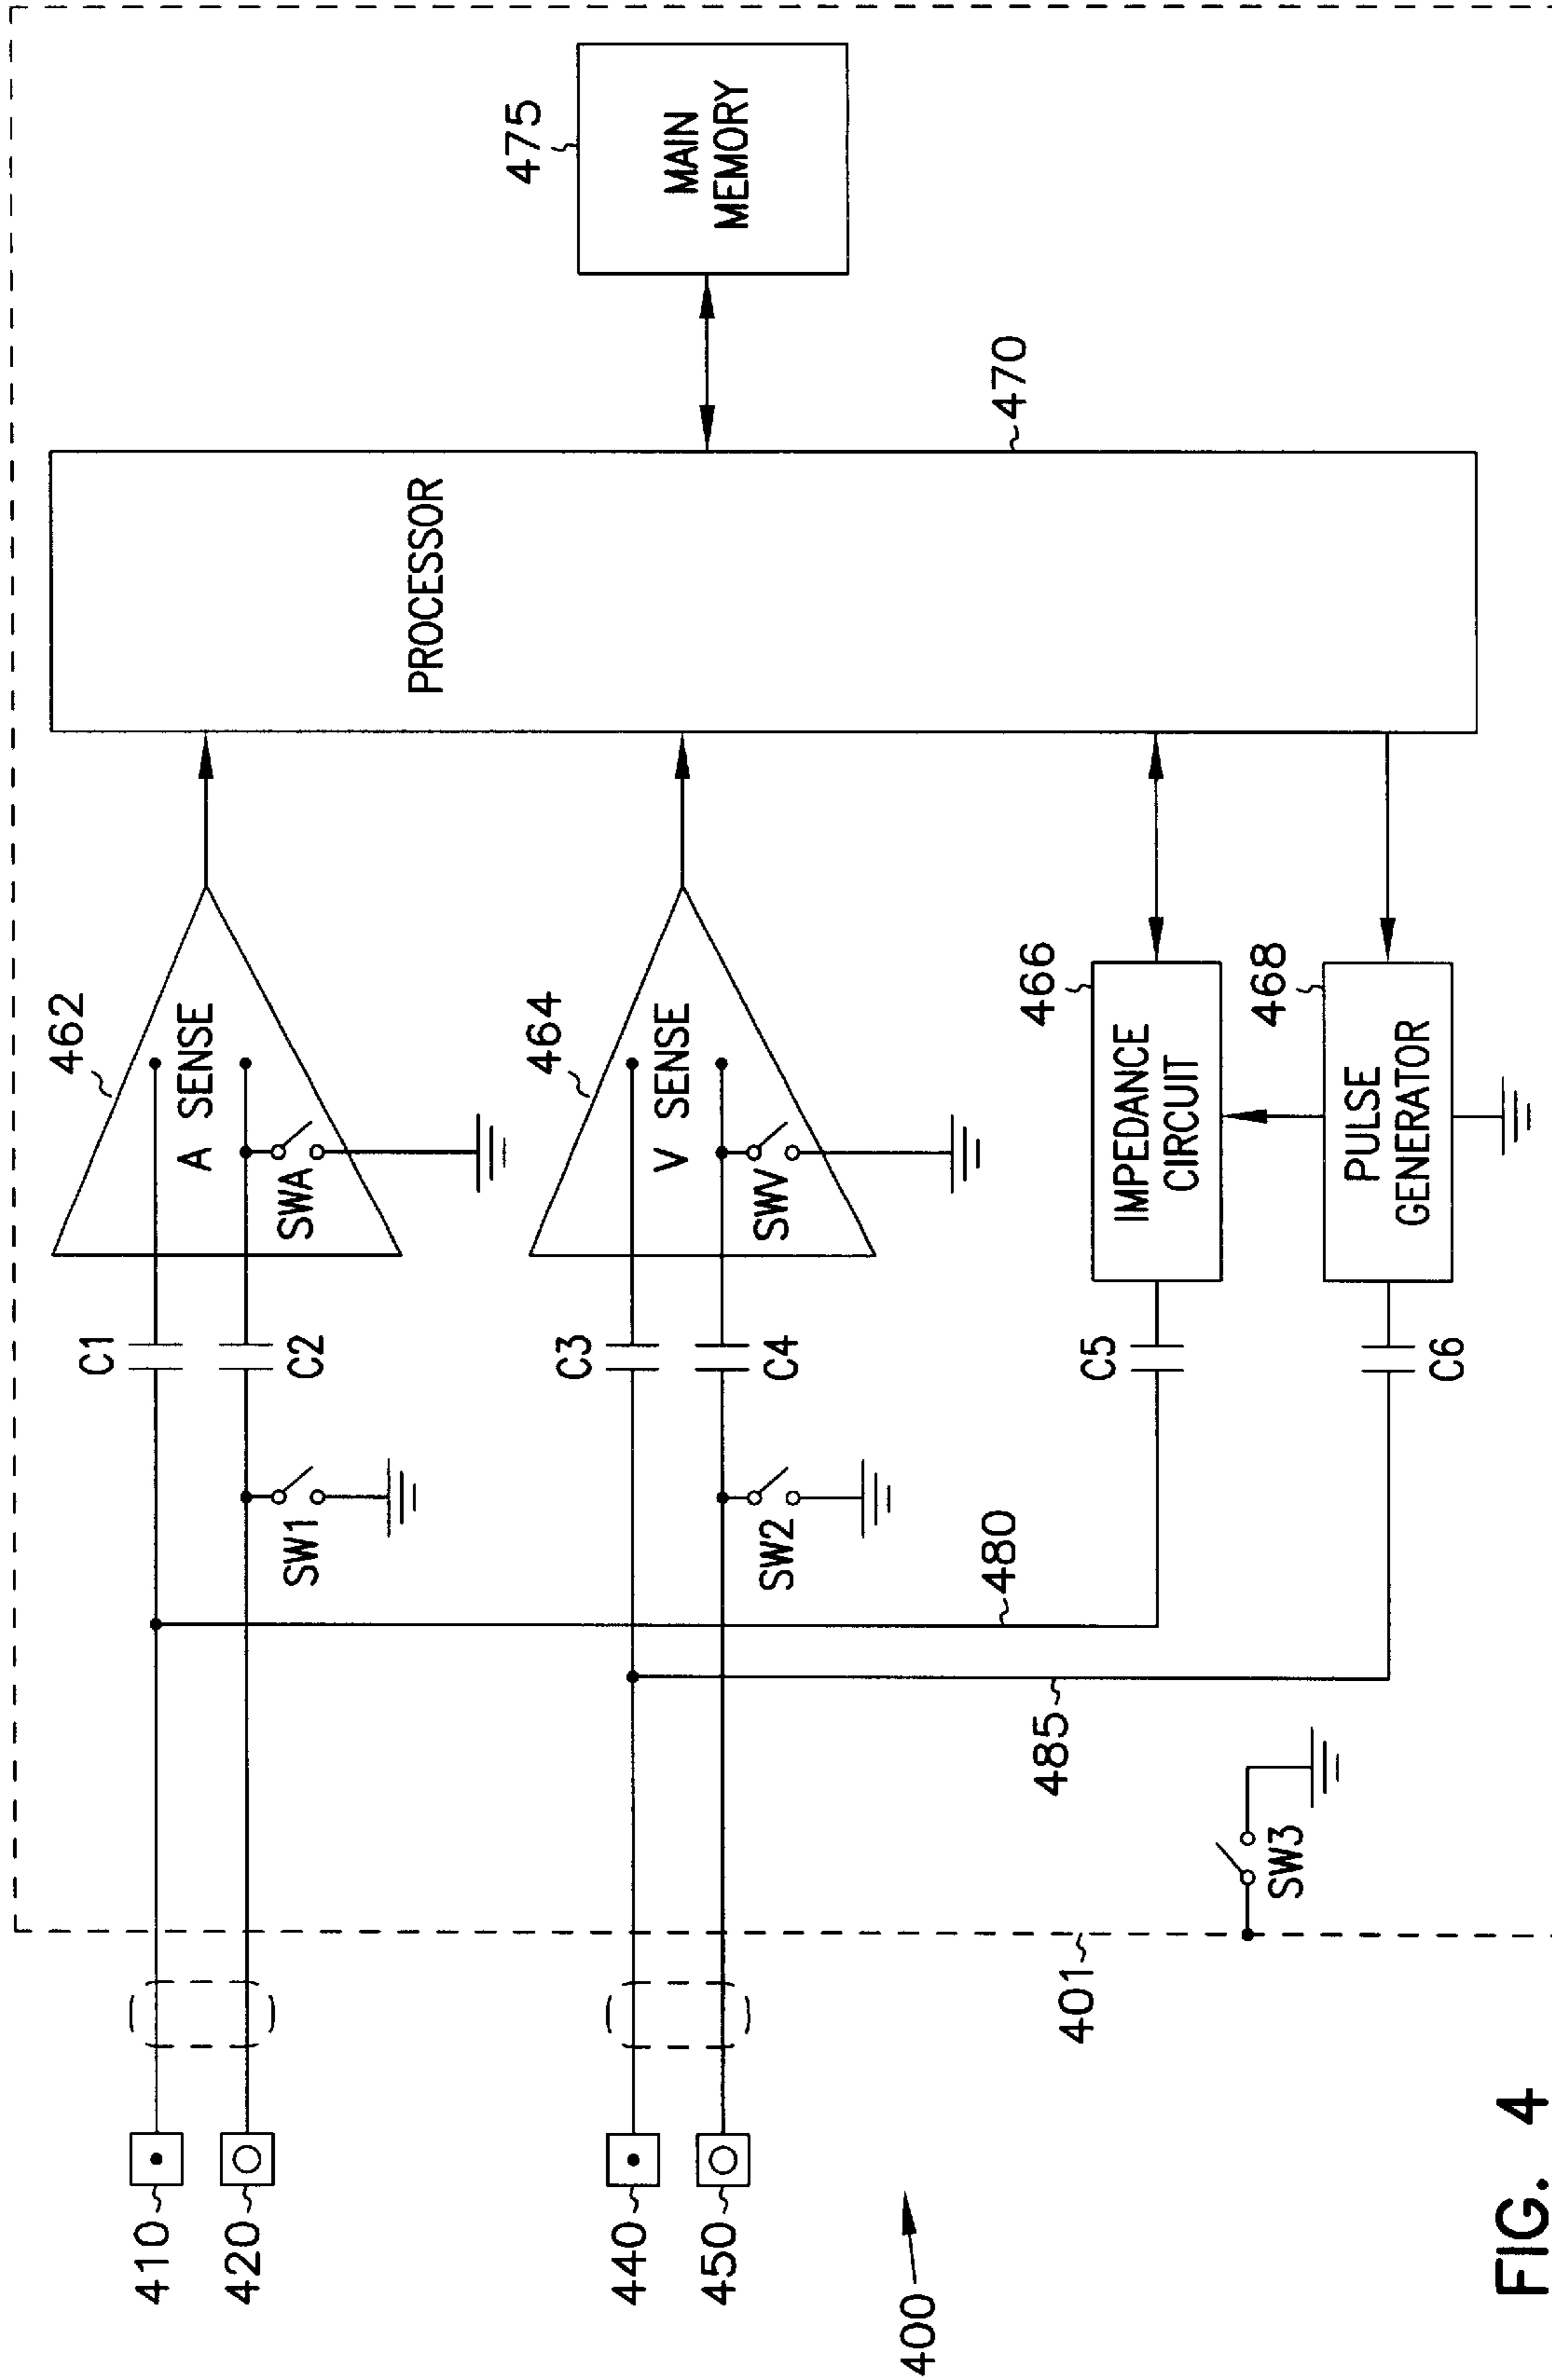 410
420
440
450
400
401
C1
C2
SW1
462
A SENSE
SWA
C3
C4
SW2
464
V SENSE
SWV
480
485
SW3
C5
C6
466
IMPEDANCE
CIRCUIT
468
PULSE
GENERATOR
PROCESSOR
470
475
MAIN
MEMORY
FIG. 4